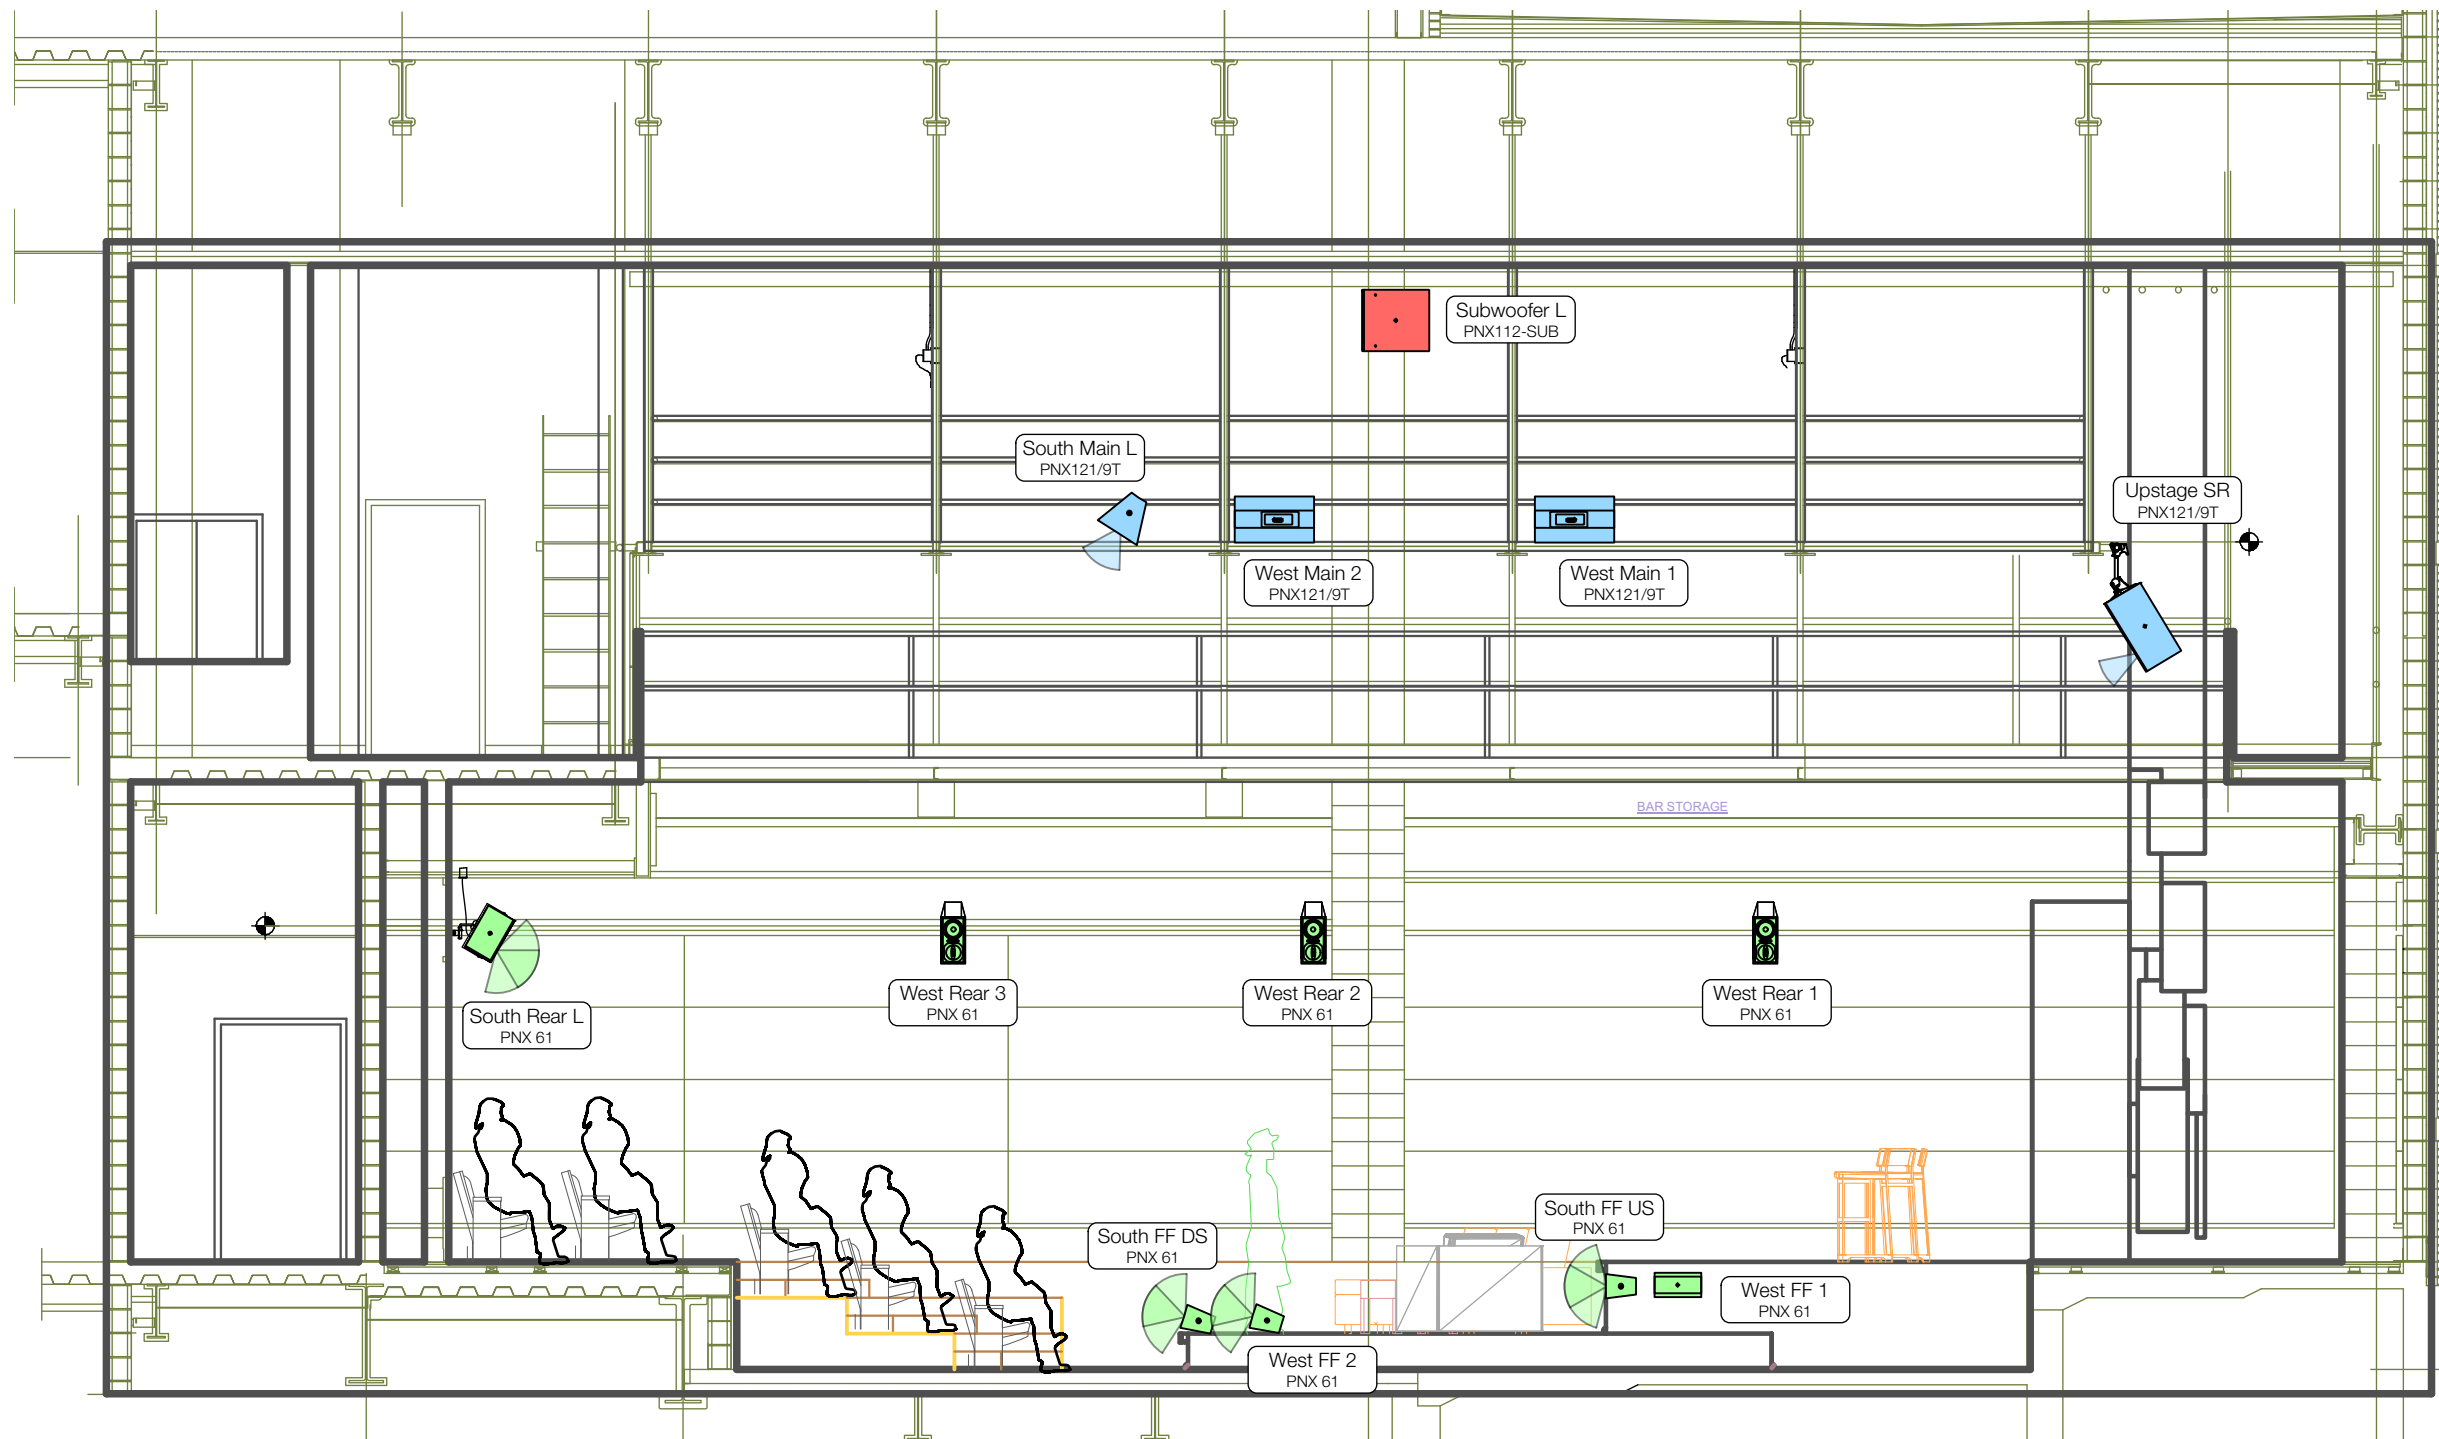 Subwoofer L
PNX112-SUB
South Main L
PNX121/9T
Upstage SR
PNX121/9T
West Main 2
PNX121/9T
West Main 1
PNX121/9T
BAR STORAGE
West Rear 3
PNX 61
West Rear 2
PNX 61
West Rear 1
PNX 61
South Rear L
PNX 61
South FF US
PNX 61
South FF DS
PNX 61
West FF 1
PNX 61
West FF 2
PNX 61